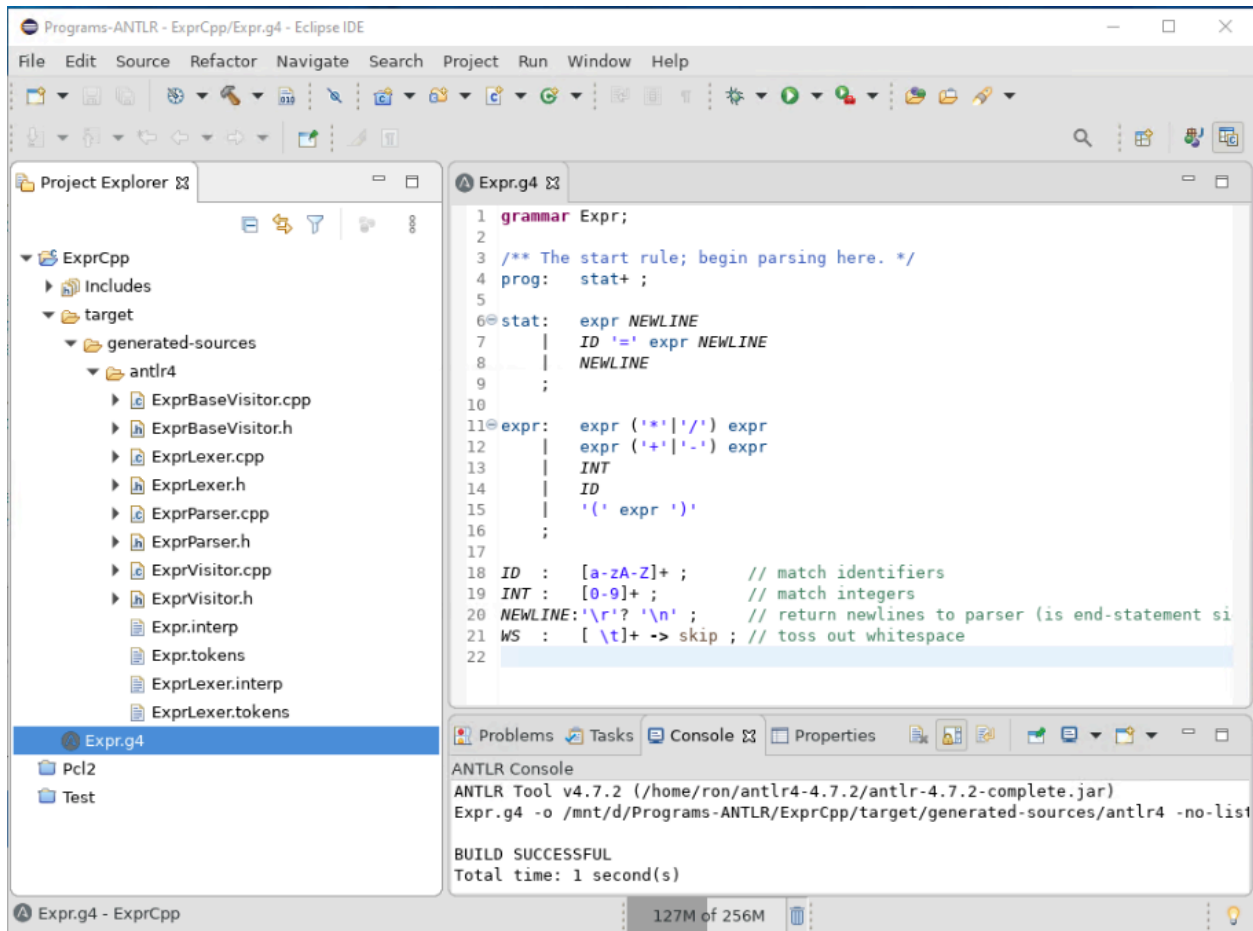 Programs-ANTLR - ExprCpp/Expr.g4 - Eclipse IDE
File Edit Source Refactor Navigate Search Project Run Window Help
Project Explorer
ExprCpp
Includes
target
generated-sources
antlr4
ExprBaseVisitor.cpp
ExprBaseVisitor.h
ExprLexer.cpp
ExprLexer.h
ExprParser.cpp
ExprParser.h
ExprVisitor.cpp
ExprVisitor.h
Expr.interp
Expr.tokens
ExprLexer.interp
ExprLexer.tokens
Expr.g4
Pcl2
Test
Expr.g4
1 grammar Expr;
2
3 /** The start rule; begin parsing here. */
4 prog:   stat+ ;
5
6 stat:   expr NEWLINE
7     |   ID '=' expr NEWLINE
8     |   NEWLINE
9     ;
10
11 expr:   expr ('*'|'/') expr
12     |   expr ('+'|'-') expr
13     |   INT
14     |   ID
15     |   '(' expr ')'
16     ;
17
18 ID  :   [a-zA-Z]+ ;      // match identifiers
19 INT :   [0-9]+ ;         // match integers
20 NEWLINE:'\r'? '\n' ;     // return newlines to parser (is end-statement si
21 WS  :   [ \t]+ -> skip ; // toss out whitespace
22
Problems Tasks Console Properties
ANTLR Console
ANTLR Tool v4.7.2 (/home/ron/antlr4-4.7.2/antlr-4.7.2-complete.jar)
Expr.g4 -o /mnt/d/Programs-ANTLR/ExprCpp/target/generated-sources/antlr4 -no-list
BUILD SUCCESSFUL
Total time: 1 second(s)
Expr.g4 - ExprCpp
127M of 256M